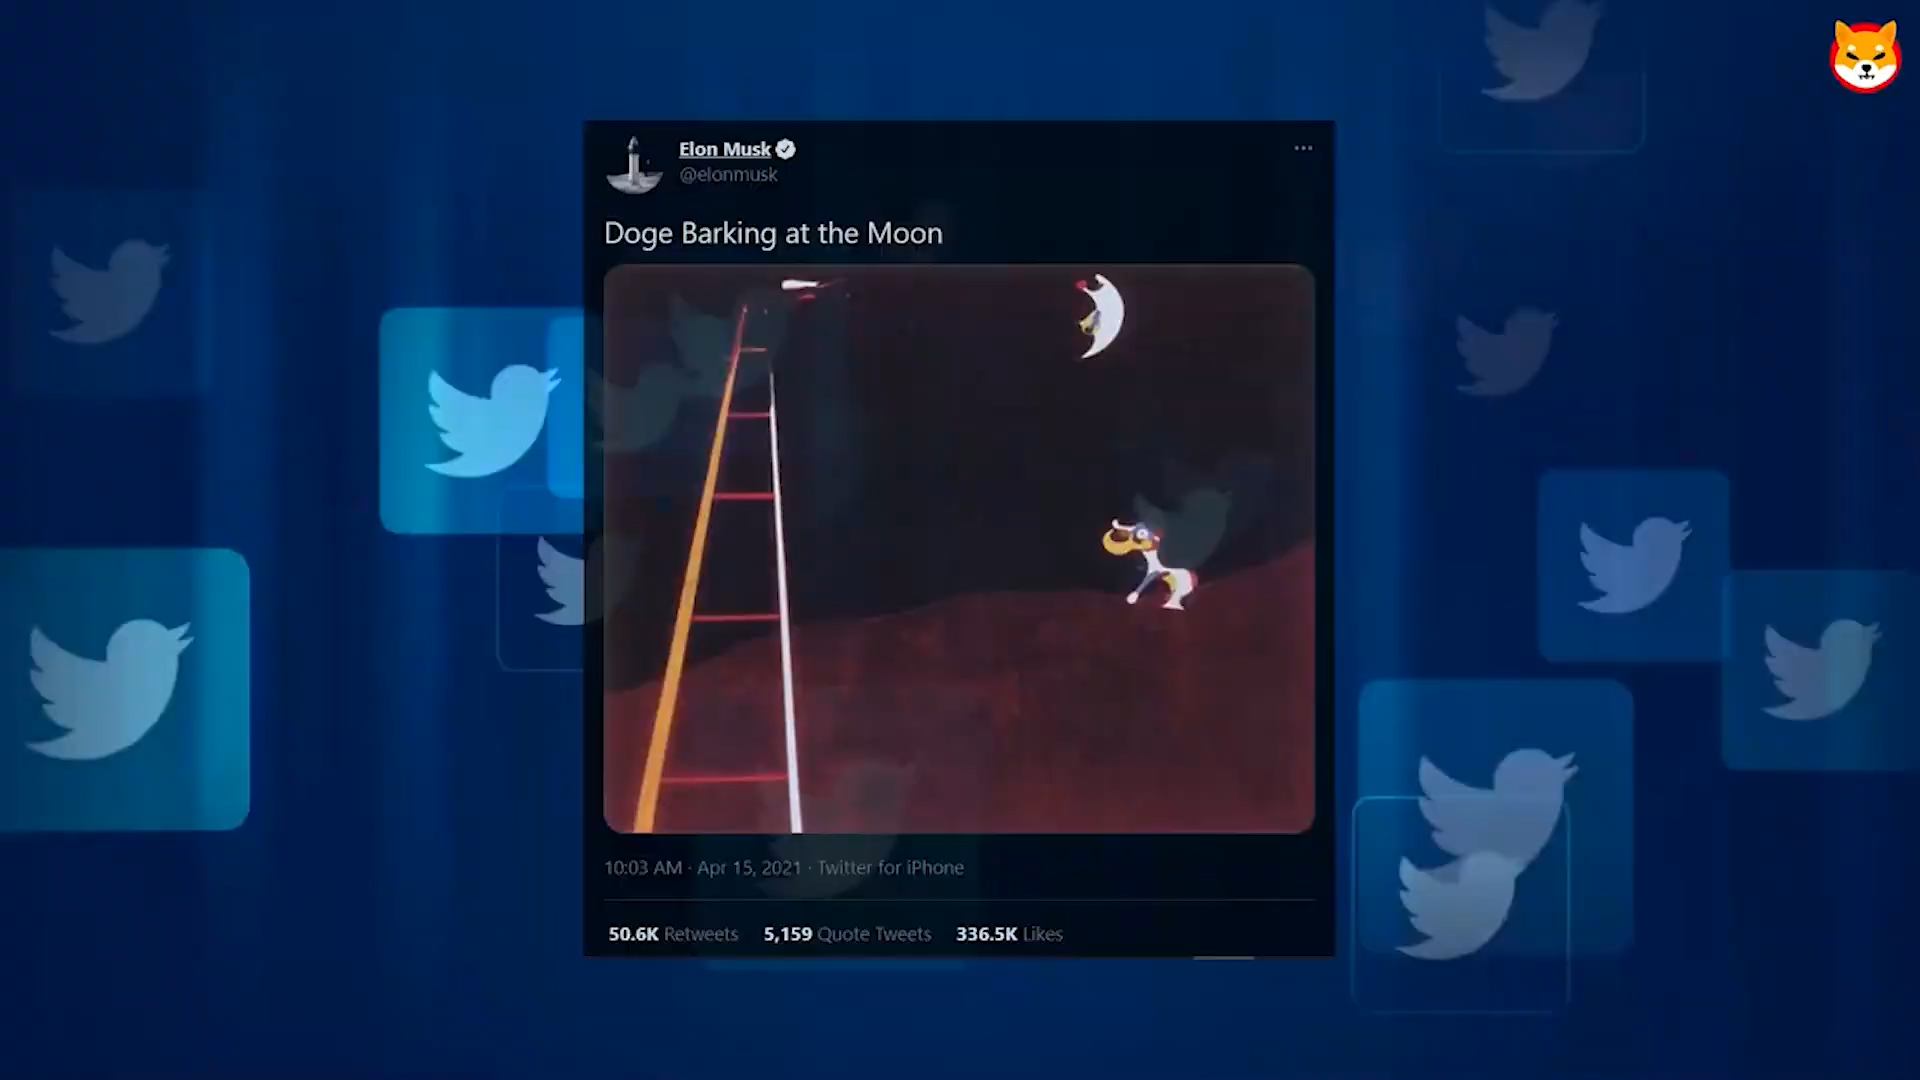 Elon Musk
@elonmusk
Doge Barking at the Moon
10:03 AM · Apr 15, 2021 · Twitter for iPhone
50.6K Retweets 5,159 Quote Tweets 336.5K Likes